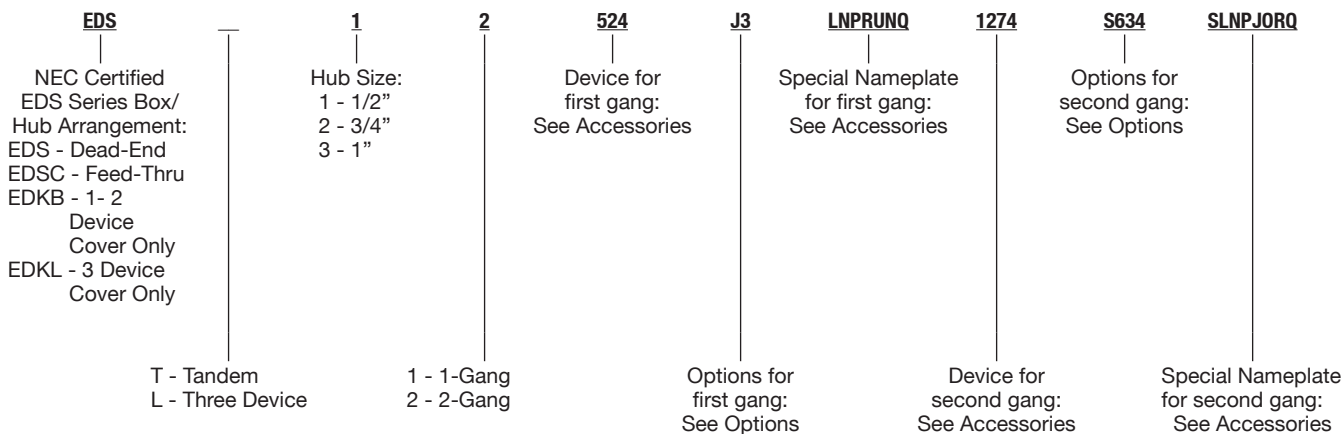 EDS _ 1 2 524 J3 LNPRUNQ 1274 S634 SLNPJORQ
NEC Certified
EDS Series Box/
Hub Arrangement:
EDS - Dead-End
EDSC - Feed-Thru
EDKB - 1- 2
Device
Cover Only
EDKL - 3 Device
Cover Only
T - Tandem
L - Three Device
Hub Size:
1 - 1/2”
2 - 3/4”
3 - 1”
1 - 1-Gang
2 - 2-Gang
Device for
first gang:
See Accessories
Options for
first gang:
See Options
Special Nameplate
for first gang:
See Accessories
Device for
second gang:
See Accessories
Options for
second gang:
See Options
Special Nameplate
for second gang:
See Accessories